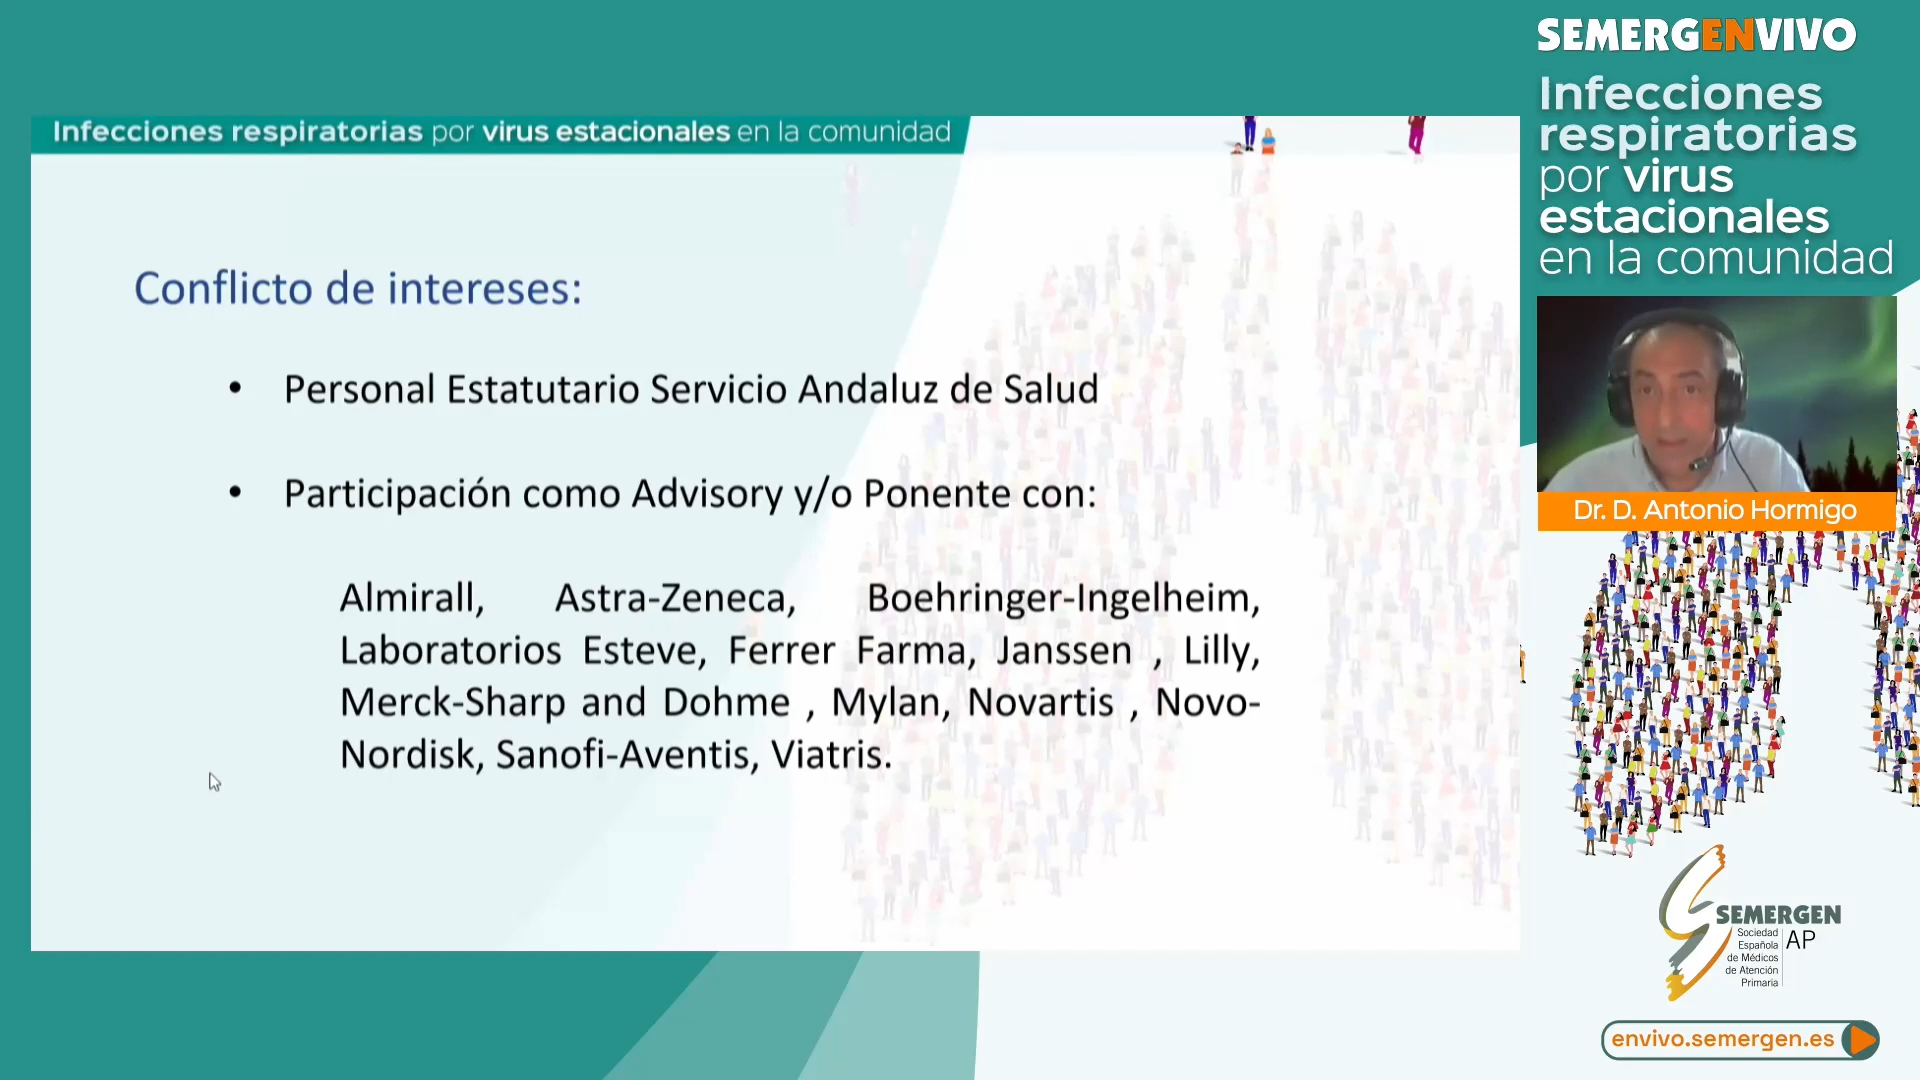 SEMERGENVIVO
Infecciones
respiratorias
por virus
estacionales
en la comunidad
Infecciones respiratorias por virus estacionales en la comunidad
Conflicto de intereses:
• Personal Estatutario Servicio Andaluz de Salud
• Participación como Advisory y/o Ponente con:
Almirall, Astra-Zeneca, Boehringer-Ingelheim,
Laboratorios Esteve, Ferrer Farma, Janssen , Lilly,
Merck-Sharp and Dohme , Mylan, Novartis , Novo-
Nordisk, Sanofi-Aventis, Viatris.
Dr. D. Antonio Hormigo
SEMERGEN
Sociedad
Española
de Médicos
de Atención
Primaria
AP
envivo.semergen.es